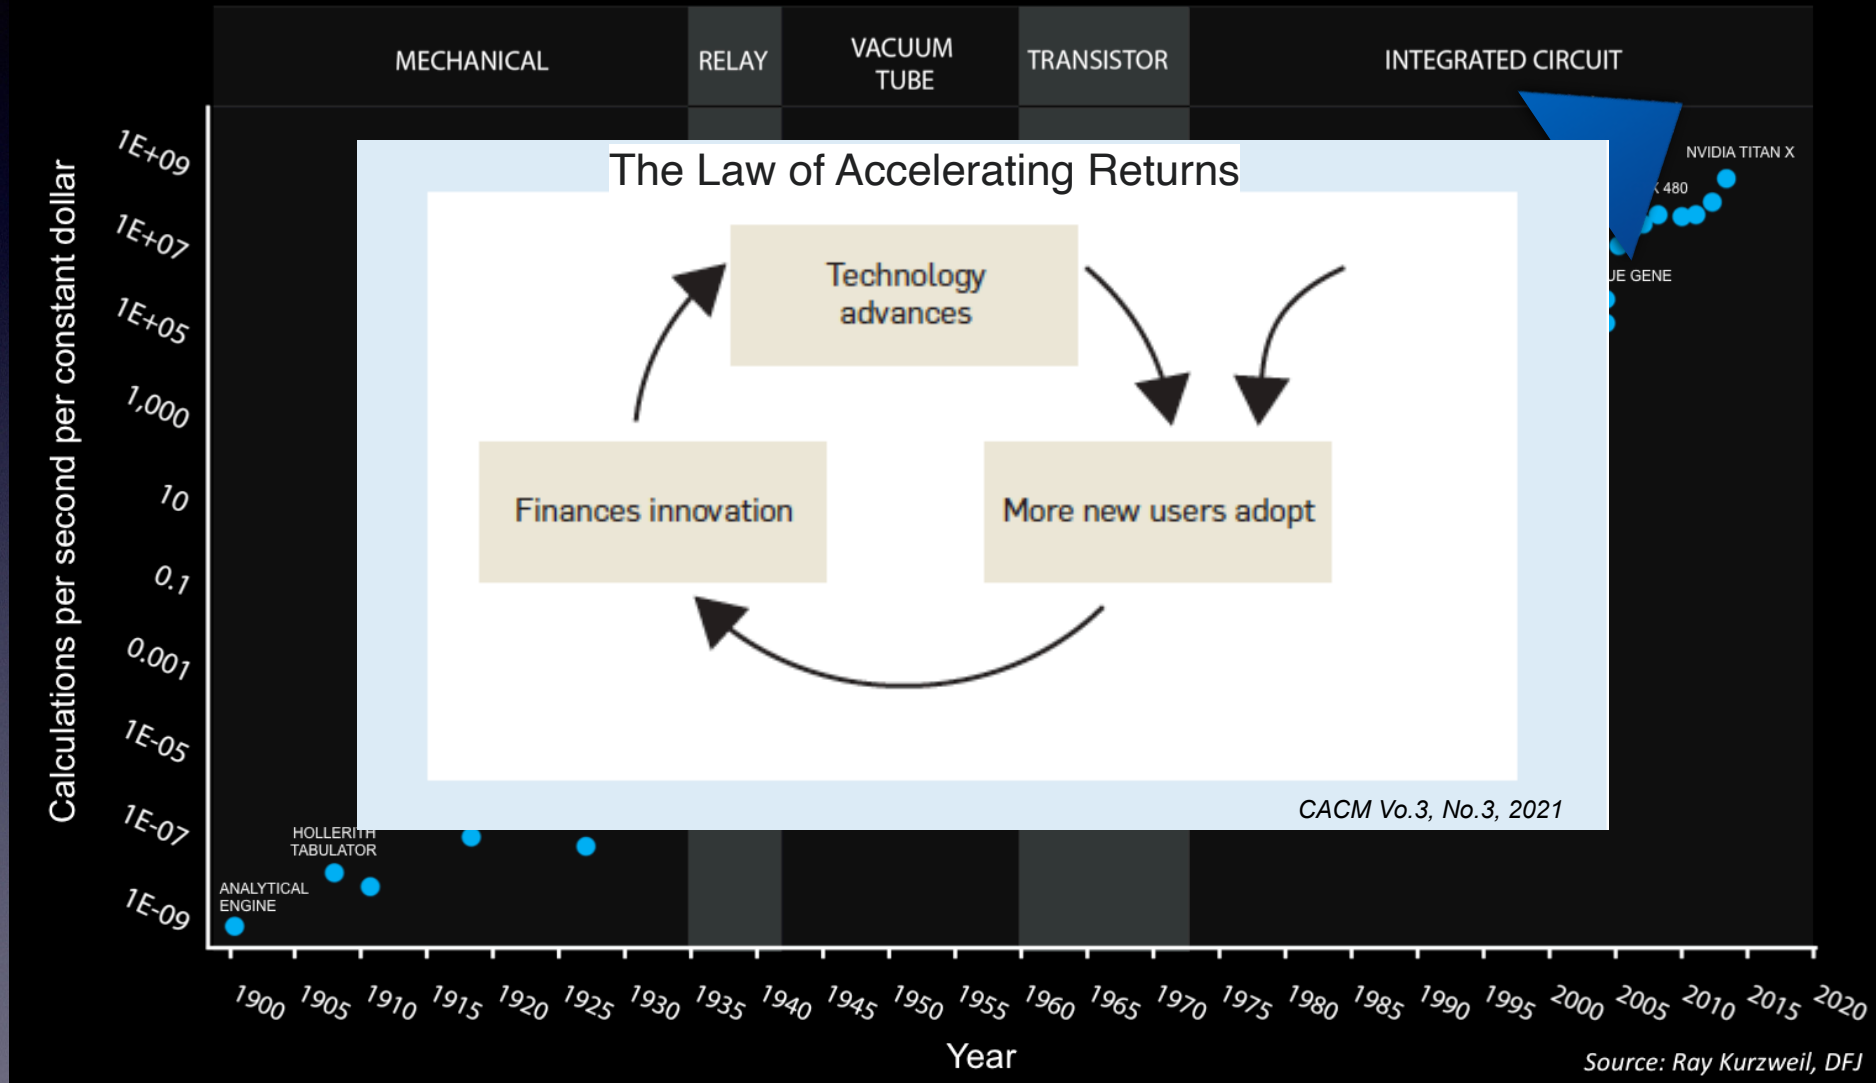 MECHANICAL
RELAY
VACUUM
TUBE
TRANSISTOR
INTEGRATED CIRCUIT
Calculations per second per constant dollar
1E+09
1E+07
1E+05
1,000
10
0.1
0.001
1E-05
1E-07
1E-09
The Law of Accelerating Returns
Technology
advances
Finances innovation
More new users adopt
CACM Vo.3, No.3, 2021
NVIDIA TITAN X
480
GENE
HOLLERITH
TABULATOR
ANALYTICAL
ENGINE
1900 1905 1910 1915 1920 1925 1930 1935 1940 1945 1950 1955 1960 1965 1970 1975 1980 1985 1990 1995 2000 2005 2010 2015 2020
Year
Source: Ray Kurzweil, DFJ